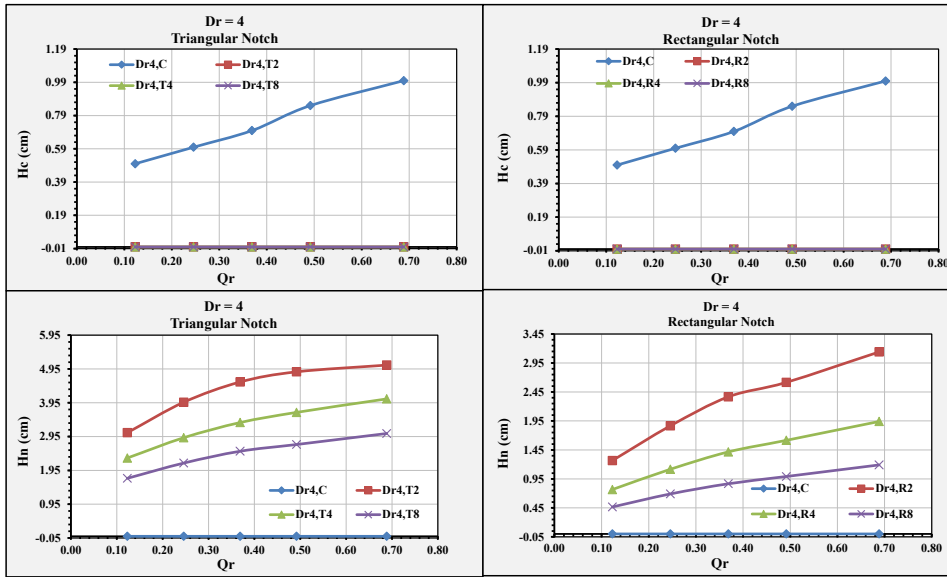 Dr = 4
Triangular Notch
Hc (cm)
1.19
0.99
0.79
0.59
0.39
0.19
-0.01
Dr4,C
Dr4,T2
Dr4,T4
Dr4,T8
0.00 0.10 0.20 0.30 0.40 0.50 0.60 0.70 0.80
Qr
Dr = 4
Rectangular Notch
Hc (cm)
1.19
0.99
0.79
0.59
0.39
0.19
-0.01
Dr4,C
Dr4,R2
Dr4,R4
Dr4,R8
0.00 0.10 0.20 0.30 0.40 0.50 0.60 0.70 0.80
Qr
Dr = 4
Triangular Notch
Hn (cm)
5.95
4.95
3.95
2.95
1.95
0.95
-0.05
Dr4,C
Dr4,T2
Dr4,T4
Dr4,T8
0.00 0.10 0.20 0.30 0.40 0.50 0.60 0.70 0.80
Qr
Dr = 4
Rectangular Notch
Hn (cm)
3.45
2.95
2.45
1.95
1.45
0.95
0.45
-0.05
Dr4,C
Dr4,R2
Dr4,R4
Dr4,R8
0.00 0.10 0.20 0.30 0.40 0.50 0.60 0.70 0.80
Qr